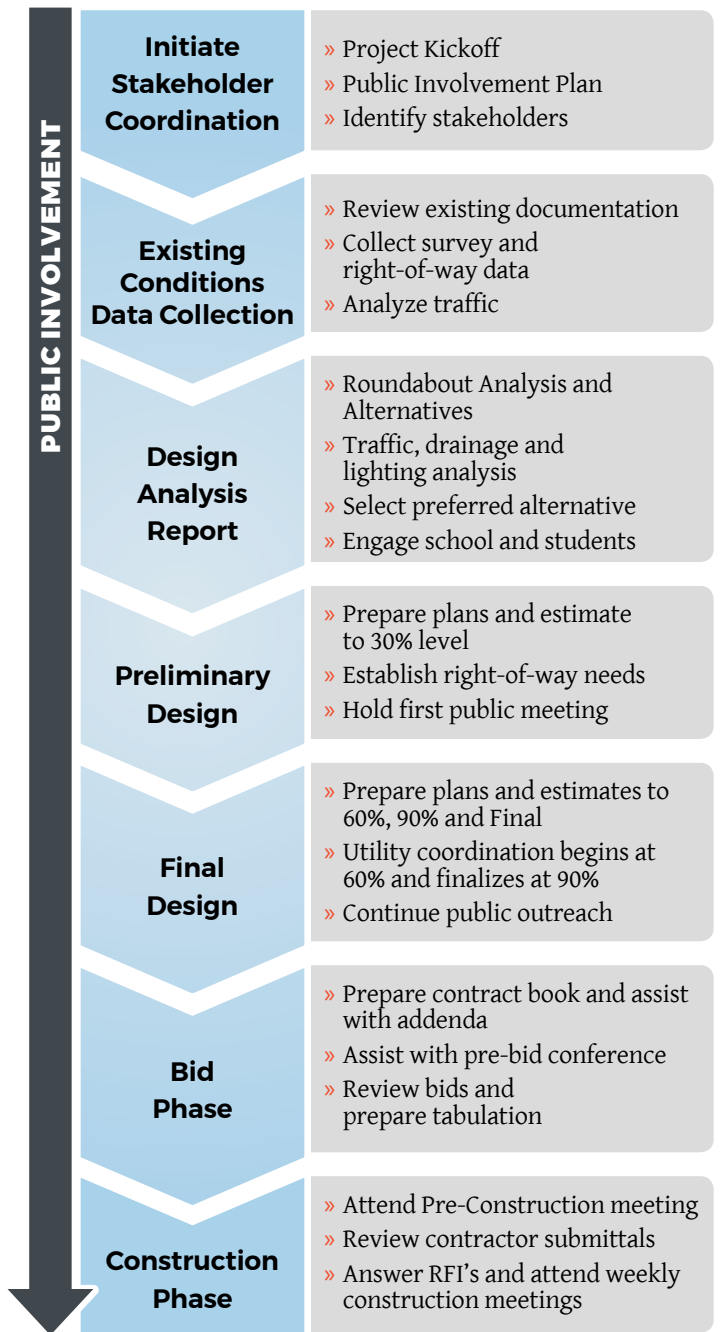 PUBLIC INVOLVEMENT
Initiate
Stakeholder
Coordination
» Project Kickoff
» Public Involvement Plan
» Identify stakeholders
Existing
Conditions
Data Collection
» Review existing documentation
» Collect survey and
right-of-way data
» Analyze traffic
Design
Analysis
Report
» Roundabout Analysis and
Alternatives
» Traffic, drainage and
lighting analysis
» Select preferred alternative
» Engage school and students
Preliminary
Design
» Prepare plans and estimate
to 30% level
» Establish right-of-way needs
» Hold first public meeting
Final
Design
» Prepare plans and estimates to
60%, 90% and Final
» Utility coordination begins at
60% and finalizes at 90%
» Continue public outreach
Bid
Phase
» Prepare contract book and assist
with addenda
» Assist with pre-bid conference
» Review bids and
prepare tabulation
Construction
Phase
» Attend Pre-Construction meeting
» Review contractor submittals
» Answer RFI's and attend weekly
construction meetings